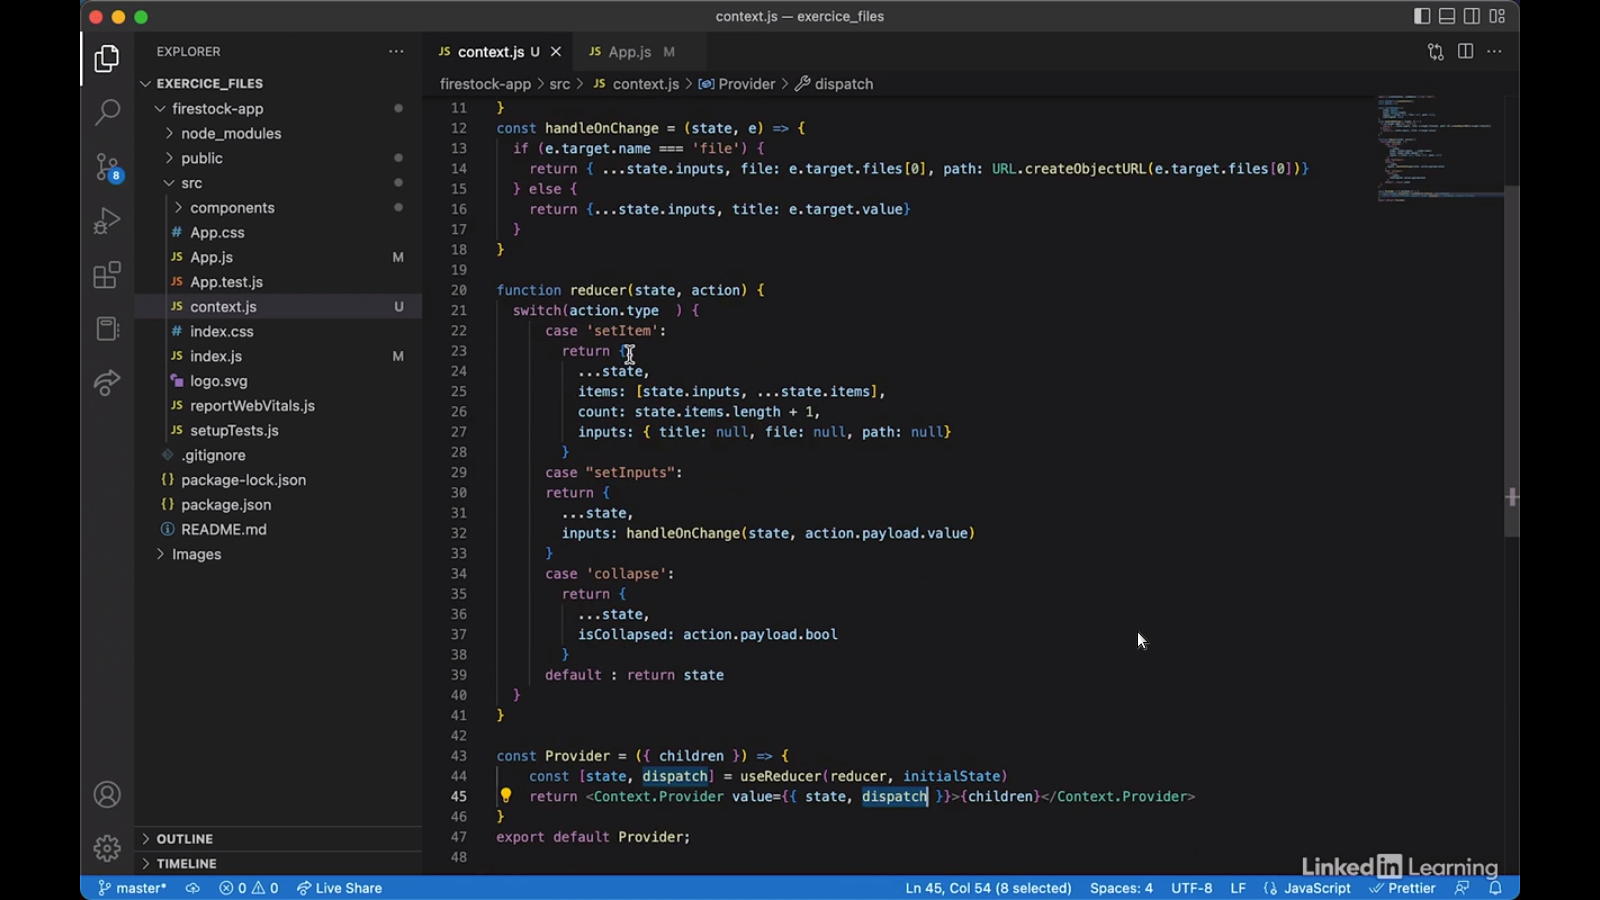 context.js — exercice_files
EXPLORER
JS context.js U
JS App.js M
EXERCICE_FILES
firestock-app > src > JS context.js > Provider > dispatch
firestock-app
node_modules
public
src
components
# App.css
JS App.js M
JS App.test.js
JS context.js U
# index.css
JS index.js M
logo.svg
JS reportWebVitals.js
JS setupTests.js
.gitignore
{} package-lock.json
{} package.json
README.md
Images
8
OUTLINE
TIMELINE
11 }
12 const handleOnChange = (state, e) => {
13 if (e.target.name === 'file') {
14 return { ...state.inputs, file: e.target.files[0], path: URL.createObjectURL(e.target.files[0])}
15 } else {
16 return {...state.inputs, title: e.target.value}
17 }
18 }
19
20 function reducer(state, action) {
21 switch(action.type  ) {
22 case 'setItem':
23 return {
24 ...state,
25 items: [state.inputs, ...state.items],
26 count: state.items.length + 1,
27 inputs: { title: null, file: null, path: null}
28 }
29 case "setInputs":
30 return {
31 ...state,
32 inputs: handleOnChange(state, action.payload.value)
33 }
34 case 'collapse':
35 return {
36 ...state,
37 isCollapsed: action.payload.bool
38 }
39 default : return state
40 }
41 }
42
43 const Provider = ({ children }) => {
44 const [state, dispatch] = useReducer(reducer, initialState)
45 return <Context.Provider value={{ state, dispatch }}>{children}</Context.Provider>
46 }
47 export default Provider;
48
LinkedIn Learning
master* 0 0 Live Share Ln 45, Col 54 (8 selected) Spaces: 4 UTF-8 LF {} JavaScript Prettier